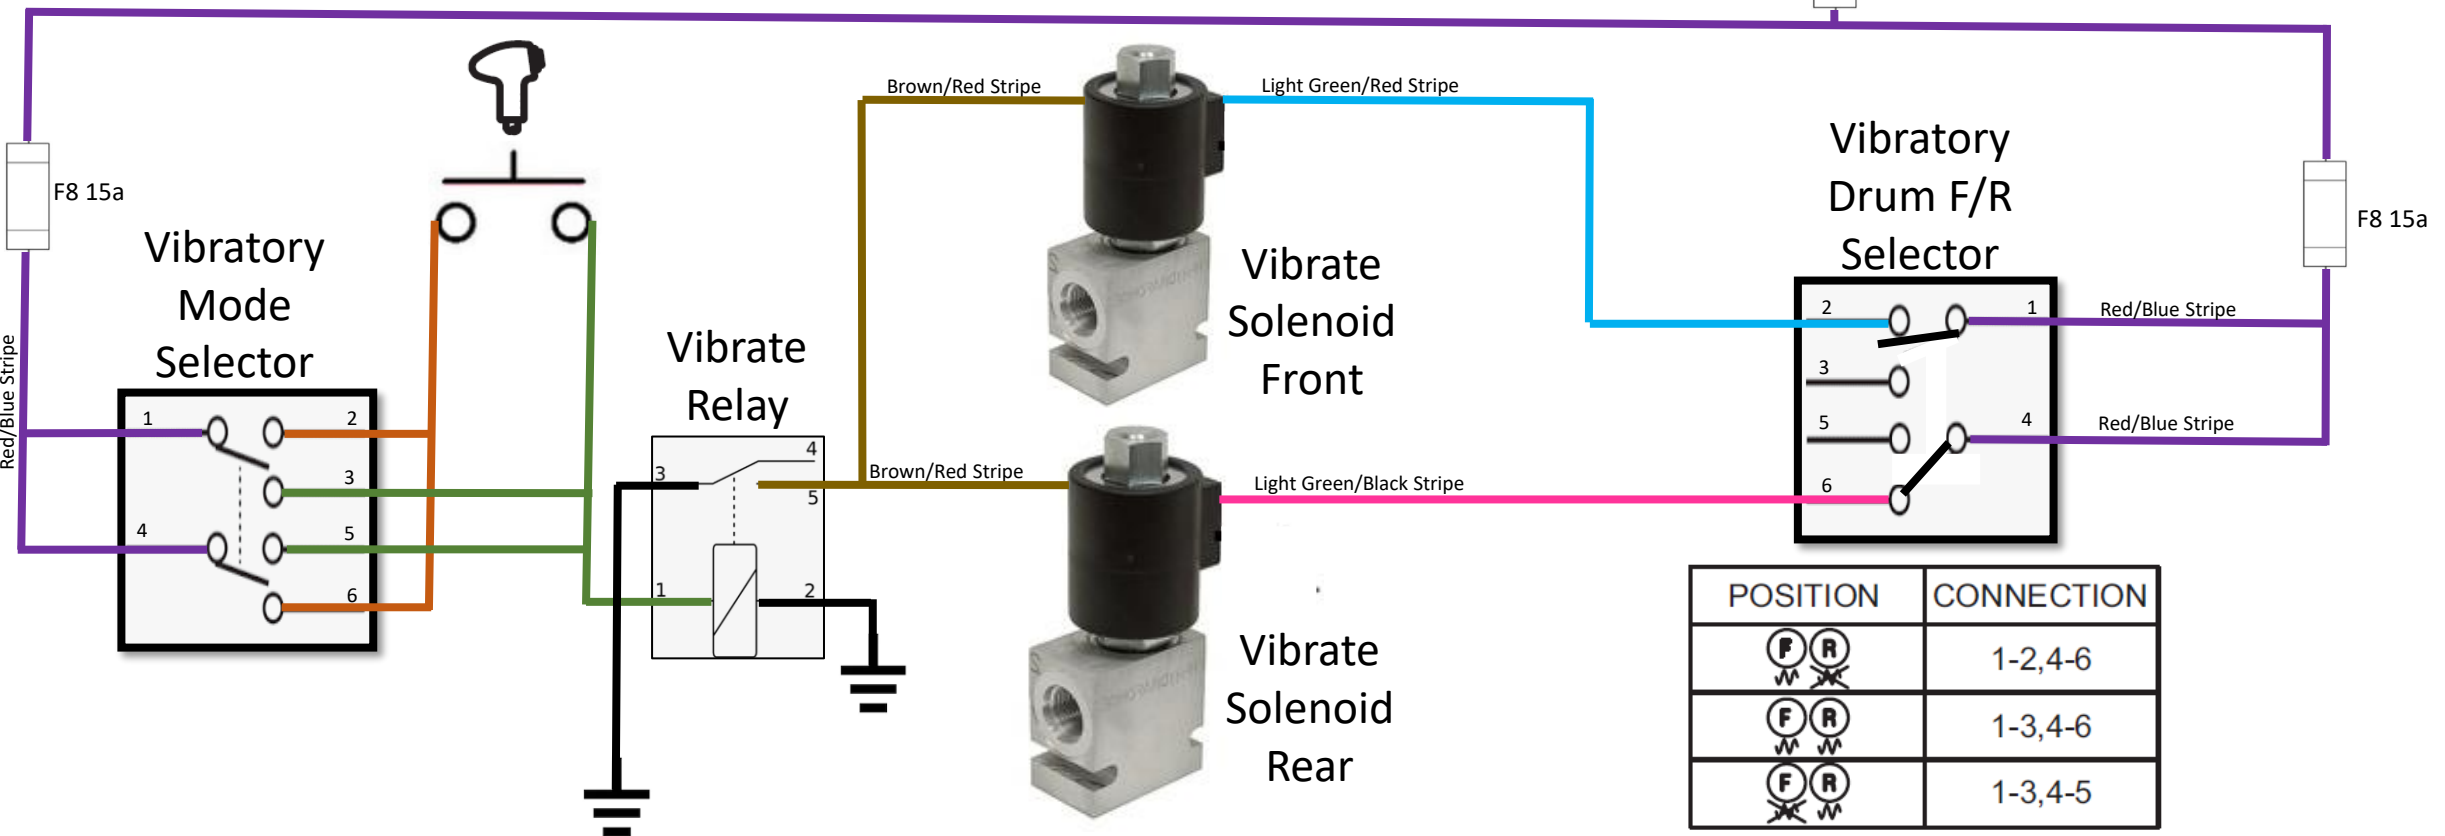 F8 15a
Red/Blue Stripe
Vibratory
Mode
Selector
1
2
3
4
5
6
Vibrate
Relay
3
4
5
1
2
Brown/Red Stripe
Brown/Red Stripe
Light Green/Red Stripe
Vibrate
Solenoid
Front
Light Green/Black Stripe
Vibrate
Solenoid
Rear
Vibratory
Drum F/R
Selector
2
1
3
5
4
6
Red/Blue Stripe
Red/Blue Stripe
F8 15a
POSITION CONNECTION
F R 1-2,4-6
F R 1-3,4-6
F R 1-3,4-5